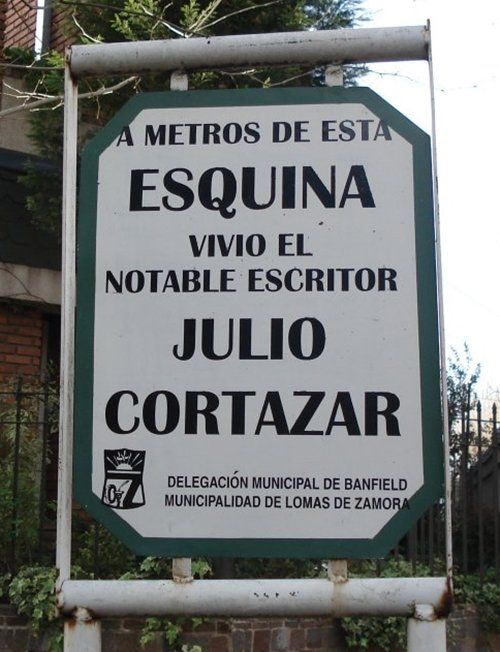 A METROS DE ESTA
ESQUINA
VIVIO EL
NOTABLE ESCRITOR
JULIO
CORTAZAR
DELEGACIÓN MUNICIPAL DE BANFIELD
MUNICIPALIDAD DE LOMAS DE ZAMORA